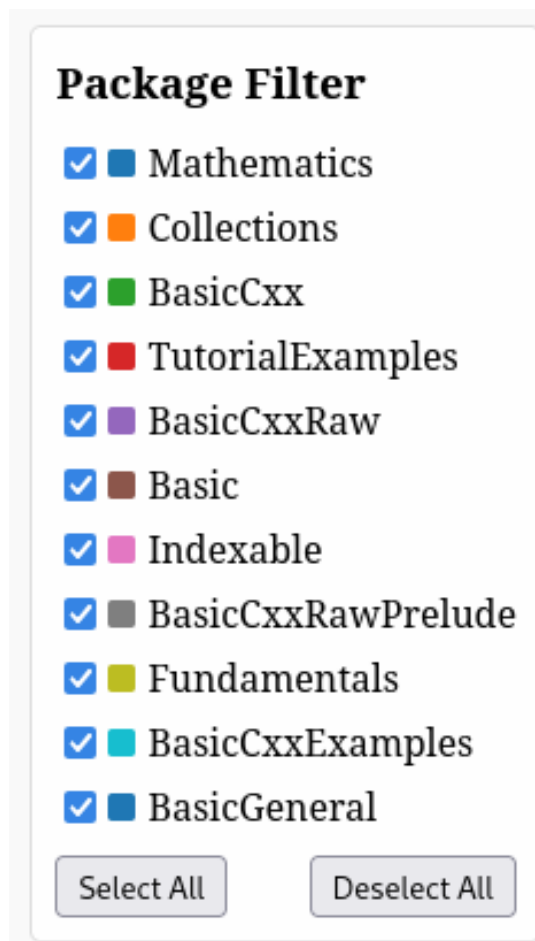 Package Filter
Mathematics
Collections
BasicCxx
TutorialExamples
BasicCxxRaw
Basic
Indexable
BasicCxxRawPrelude
Fundamentals
BasicCxxExamples
BasicGeneral
Select All Deselect All